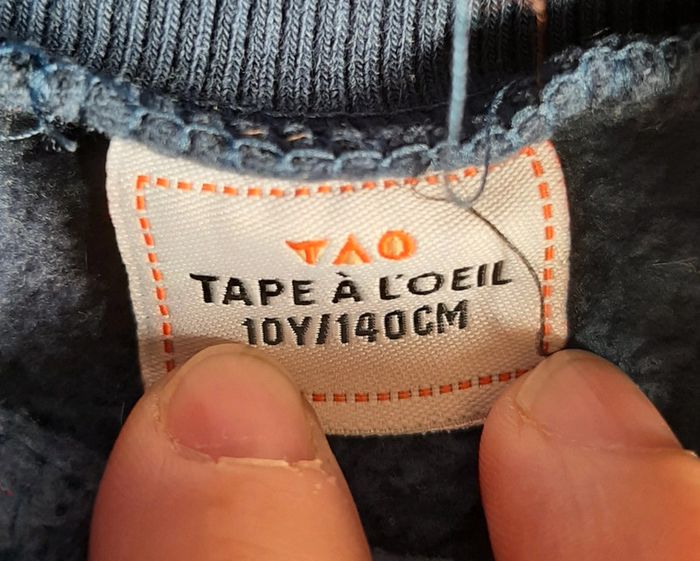 TAO
TAPE À L'OEIL
10Y/140CM